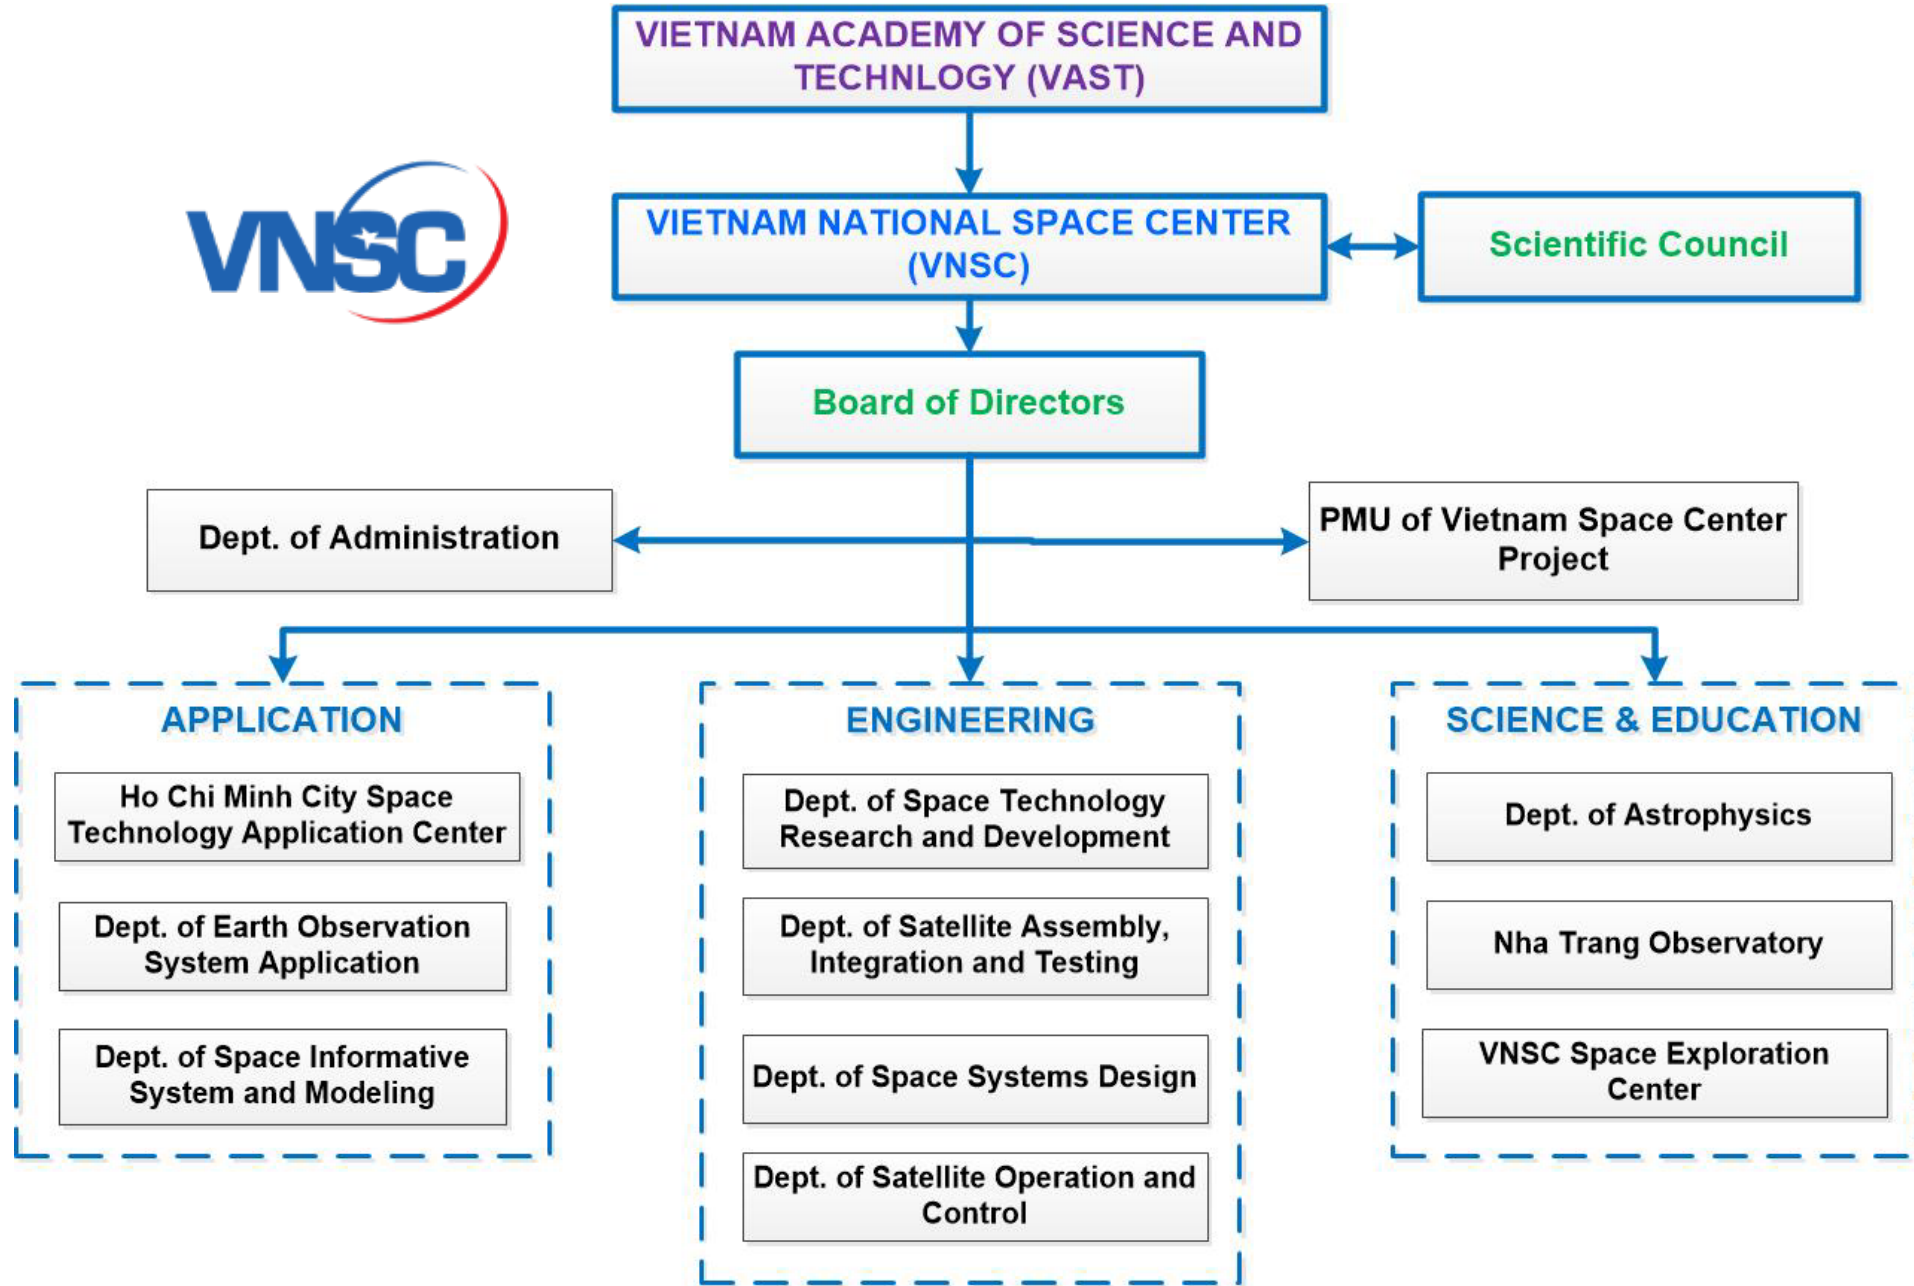 VIETNAM ACADEMY OF SCIENCE AND
TECHNLOGY (VAST)
VNSC
VIETNAM NATIONAL SPACE CENTER
(VNSC)
Scientific Council
Board of Directors
Dept. of Administration
PMU of Vietnam Space Center
Project
APPLICATION
Ho Chi Minh City Space
Technology Application Center
Dept. of Earth Observation
System Application
Dept. of Space Informative
System and Modeling
ENGINEERING
Dept. of Space Technology
Research and Development
Dept. of Satellite Assembly,
Integration and Testing
Dept. of Space Systems Design
Dept. of Satellite Operation and
Control
SCIENCE & EDUCATION
Dept. of Astrophysics
Nha Trang Observatory
VNSC Space Exploration
Center